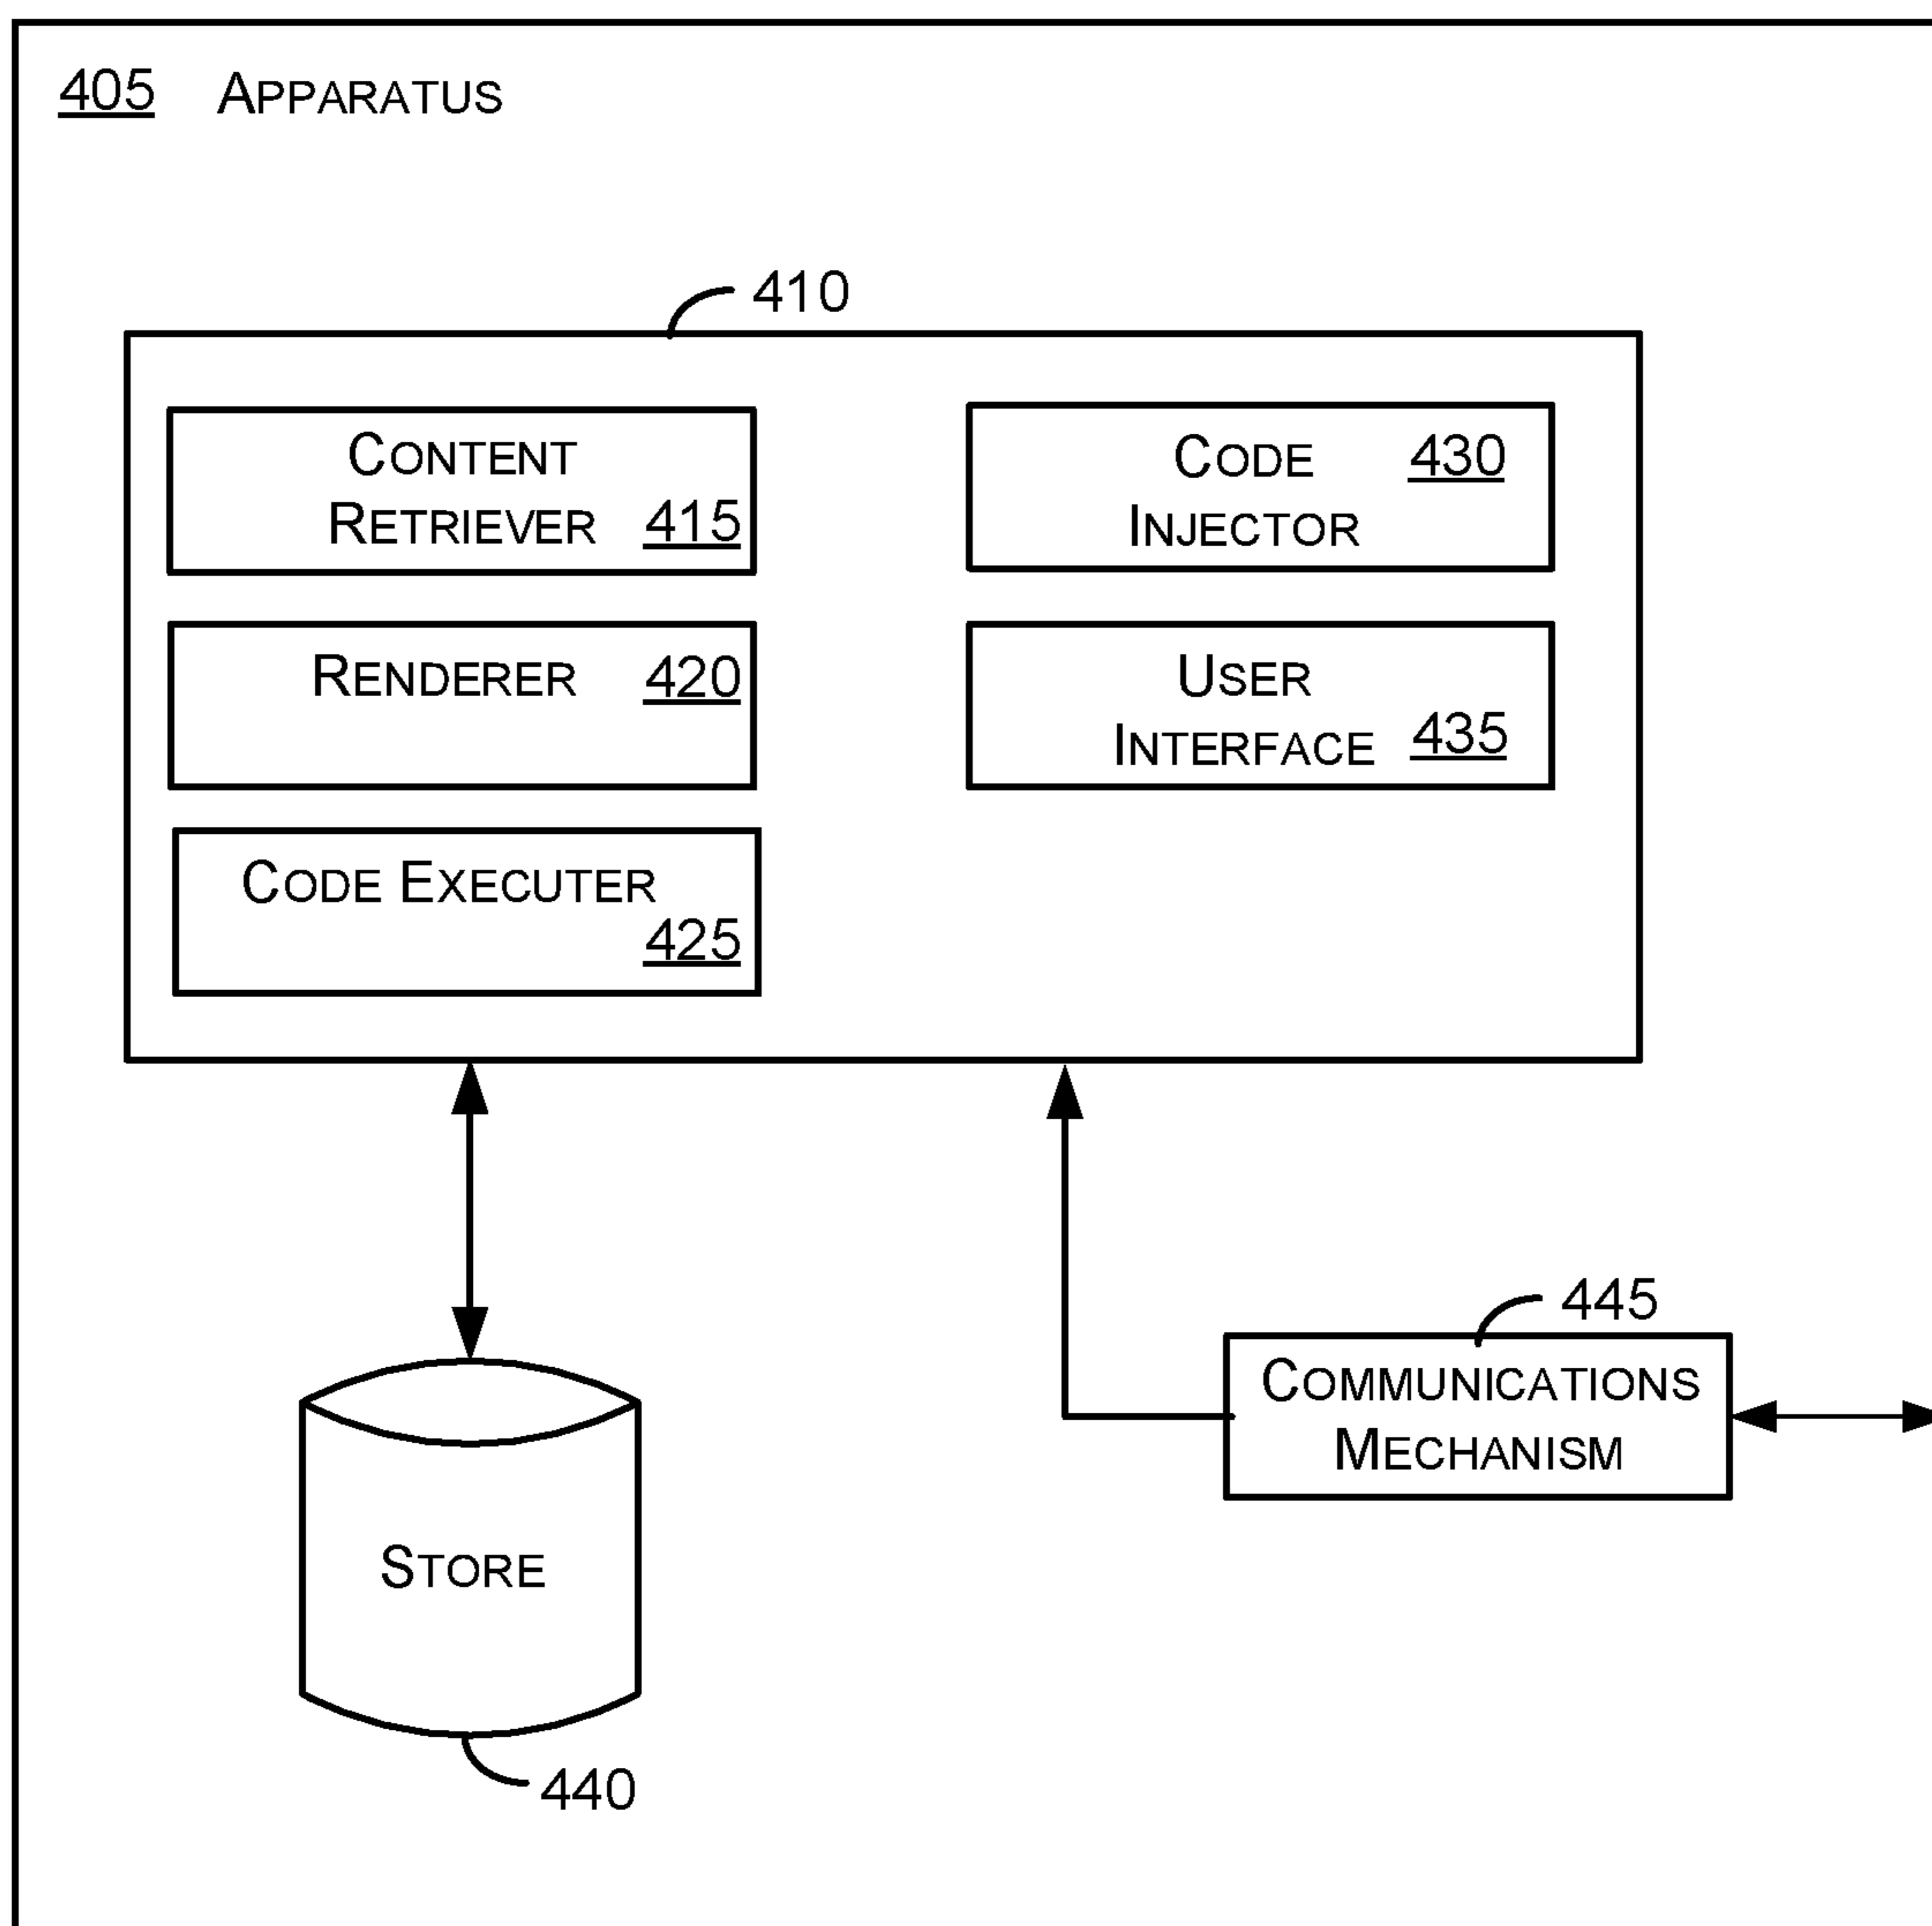 405 APPARATUS
410
CONTENT
RETRIEVER 415
CODE 430
INJECTOR
RENDERER 420
USER
INTERFACE 435
CODE EXECUTER
425
445
COMMUNICATIONS
MECHANISM
STORE
440